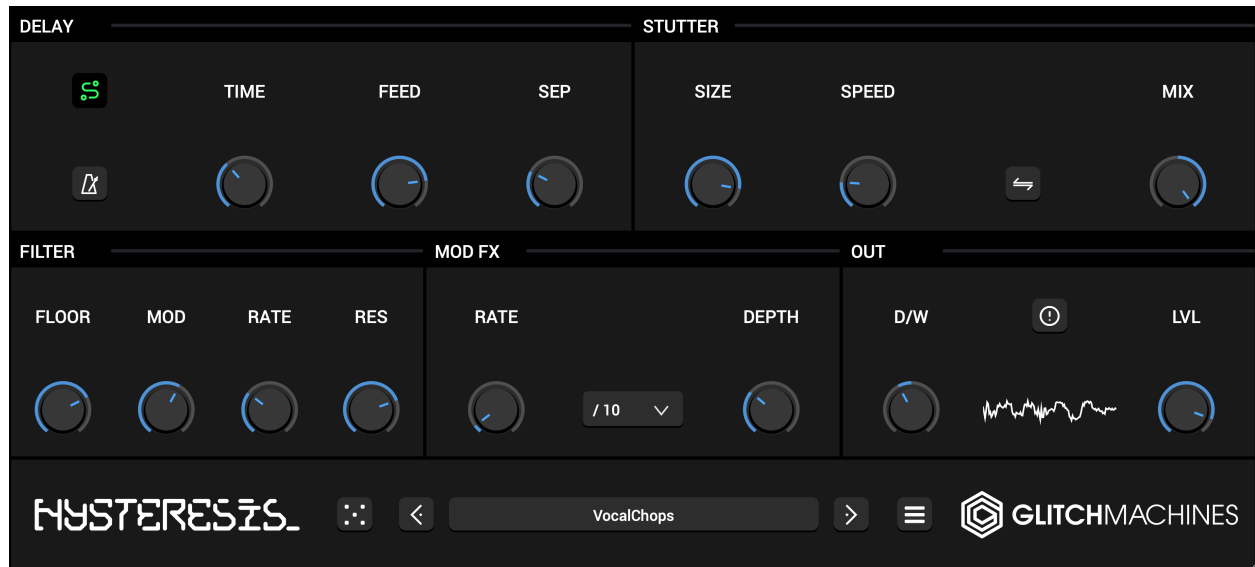 DELAY
STUTTER
TIME
FEED
SEP
SIZE
SPEED
MIX
FILTER
MOD FX
OUT
FLOOR
MOD
RATE
RES
RATE
DEPTH
D/W
LVL
/ 10
HYSTERESIS_
VocalChops
GLITCHMACHINES